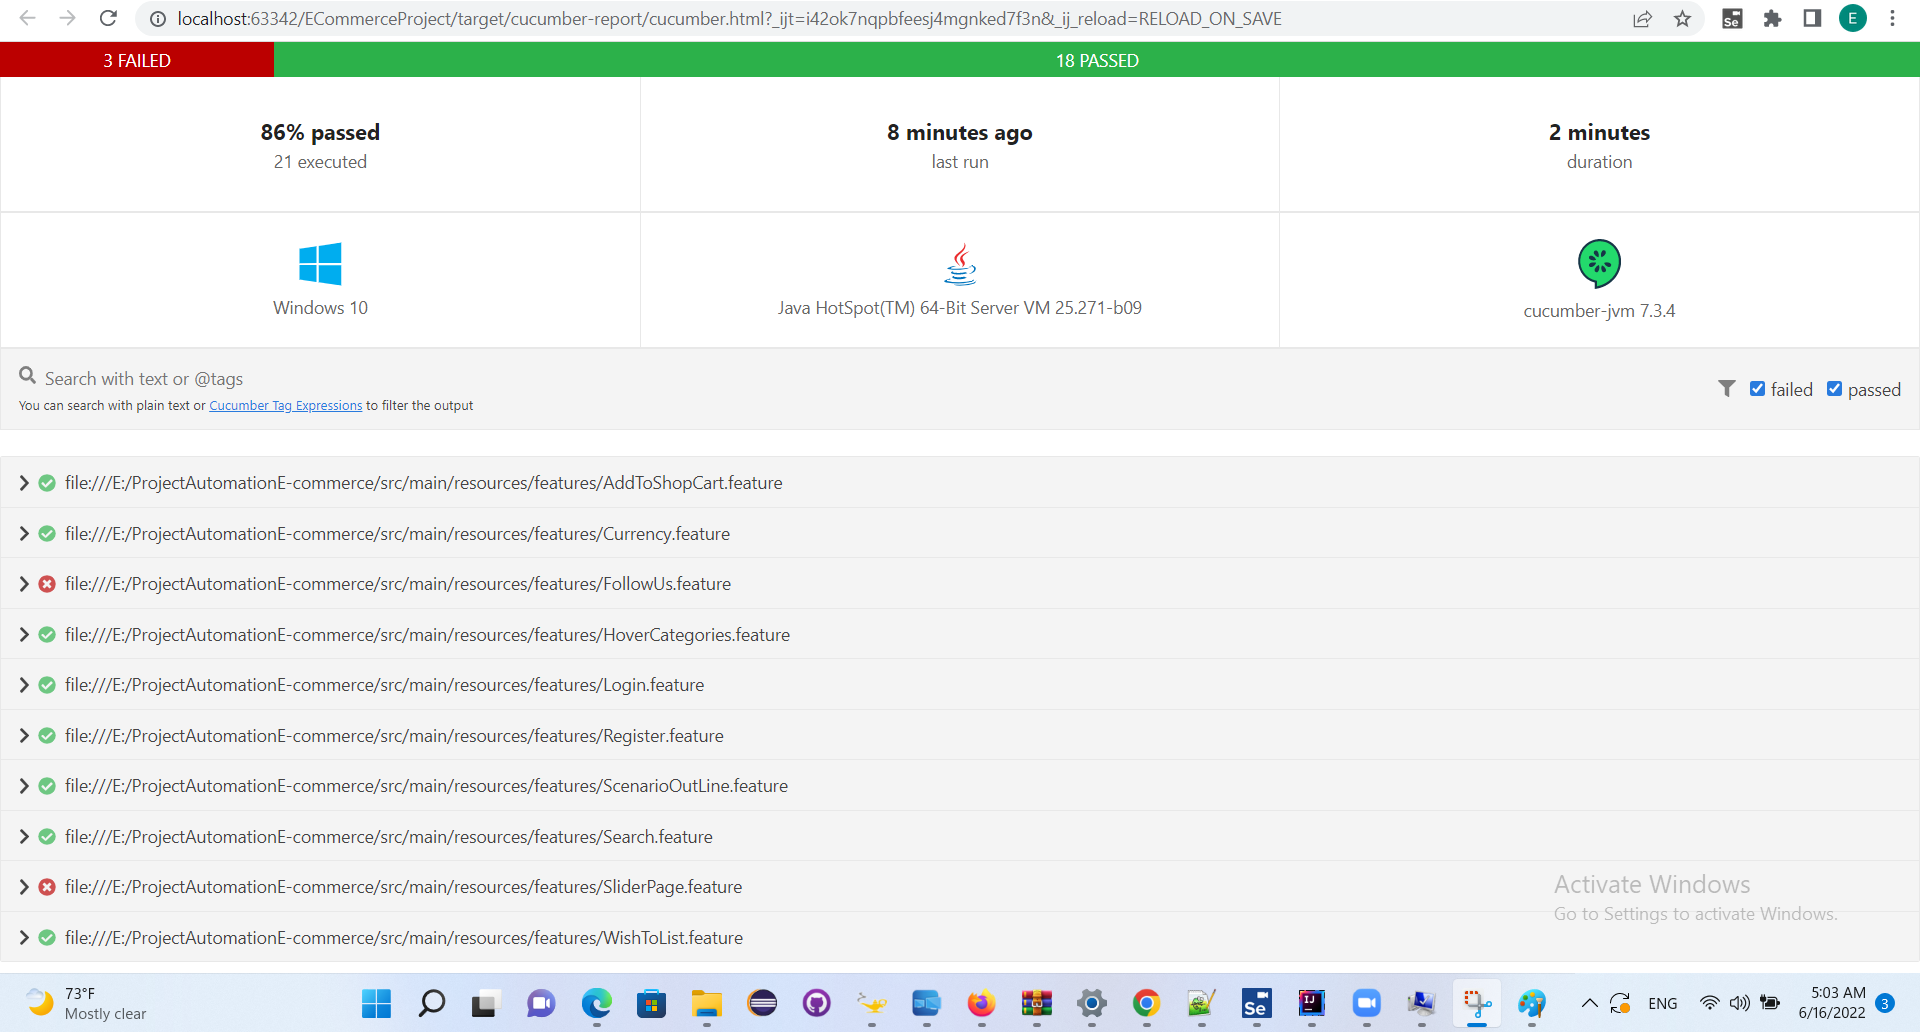 localhost:63342/ECommerceProject/target/cucumber-report/cucumber.html?_ijt=i42ok7nqpbfeesj4mgnked7f3n&_ij_reload=RELOAD_ON_SAVE
Se
E
3 FAILED
18 PASSED
86% passed
21 executed
8 minutes ago
last run
2 minutes
duration
Windows 10
Java HotSpot(TM) 64-Bit Server VM 25.271-b09
cucumber-jvm 7.3.4
Search with text or @tags
You can search with plain text or Cucumber Tag Expressions to filter the output
failed
passed
file:///E:/ProjectAutomationE-commerce/src/main/resources/features/AddToShopCart.feature
file:///E:/ProjectAutomationE-commerce/src/main/resources/features/Currency.feature
file:///E:/ProjectAutomationE-commerce/src/main/resources/features/FollowUs.feature
file:///E:/ProjectAutomationE-commerce/src/main/resources/features/HoverCategories.feature
file:///E:/ProjectAutomationE-commerce/src/main/resources/features/Login.feature
file:///E:/ProjectAutomationE-commerce/src/main/resources/features/Register.feature
file:///E:/ProjectAutomationE-commerce/src/main/resources/features/ScenarioOutLine.feature
file:///E:/ProjectAutomationE-commerce/src/main/resources/features/Search.feature
file:///E:/ProjectAutomationE-commerce/src/main/resources/features/SliderPage.feature
file:///E:/ProjectAutomationE-commerce/src/main/resources/features/WishToList.feature
Activate Windows
Go to Settings to activate Windows.
73°F
Mostly clear
Se
IJ
ENG
5:03 AM
6/16/2022
3